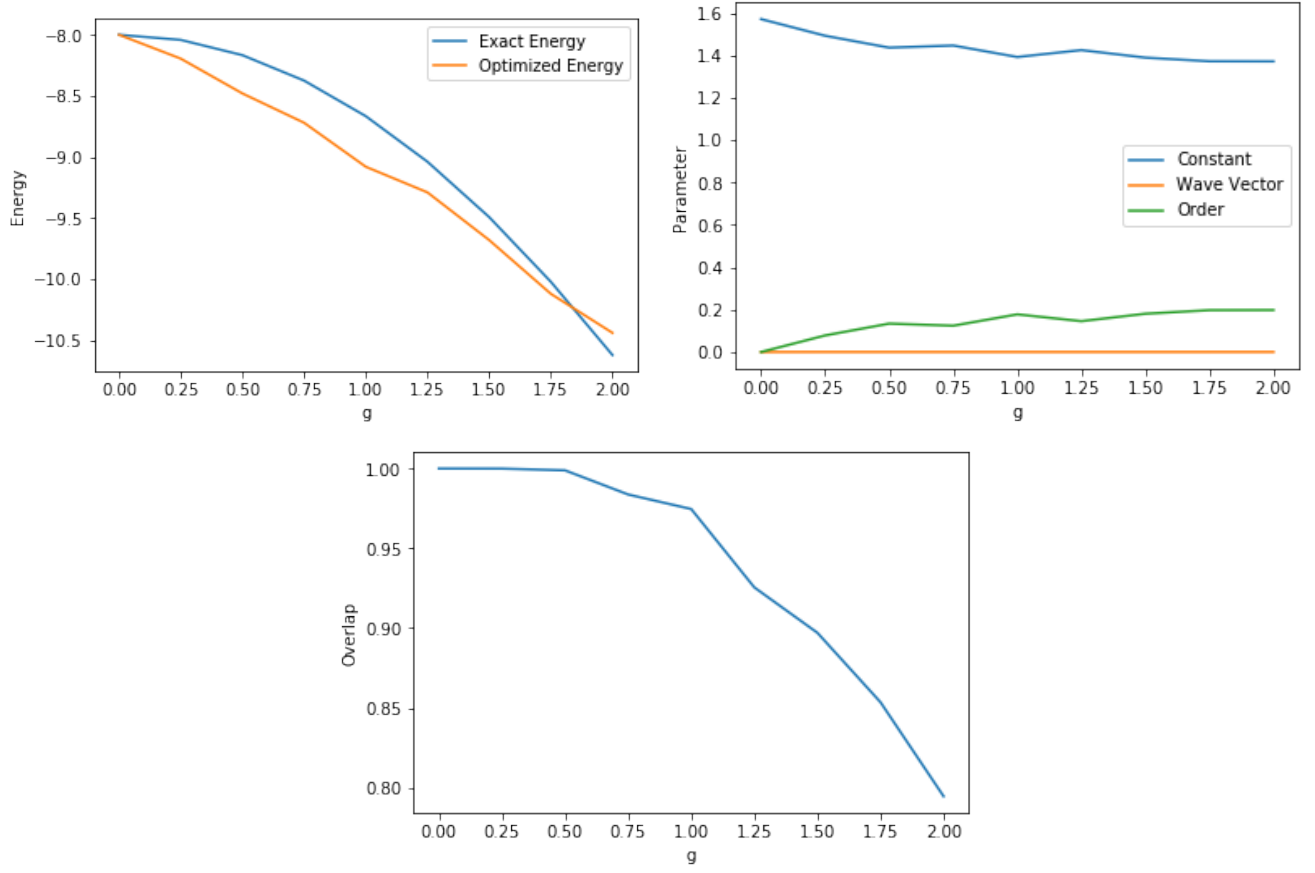 Energy
−8.0
−8.5
−9.0
−9.5
−10.0
−10.5
Exact Energy
Optimized Energy
0.00 0.25 0.50 0.75 1.00 1.25 1.50 1.75 2.00
g
Parameter
1.6
1.4
1.2
1.0
0.8
0.6
0.4
0.2
0.0
Constant
Wave Vector
Order
0.00 0.25 0.50 0.75 1.00 1.25 1.50 1.75 2.00
g
Overlap
1.00
0.95
0.90
0.85
0.80
0.00 0.25 0.50 0.75 1.00 1.25 1.50 1.75 2.00
g